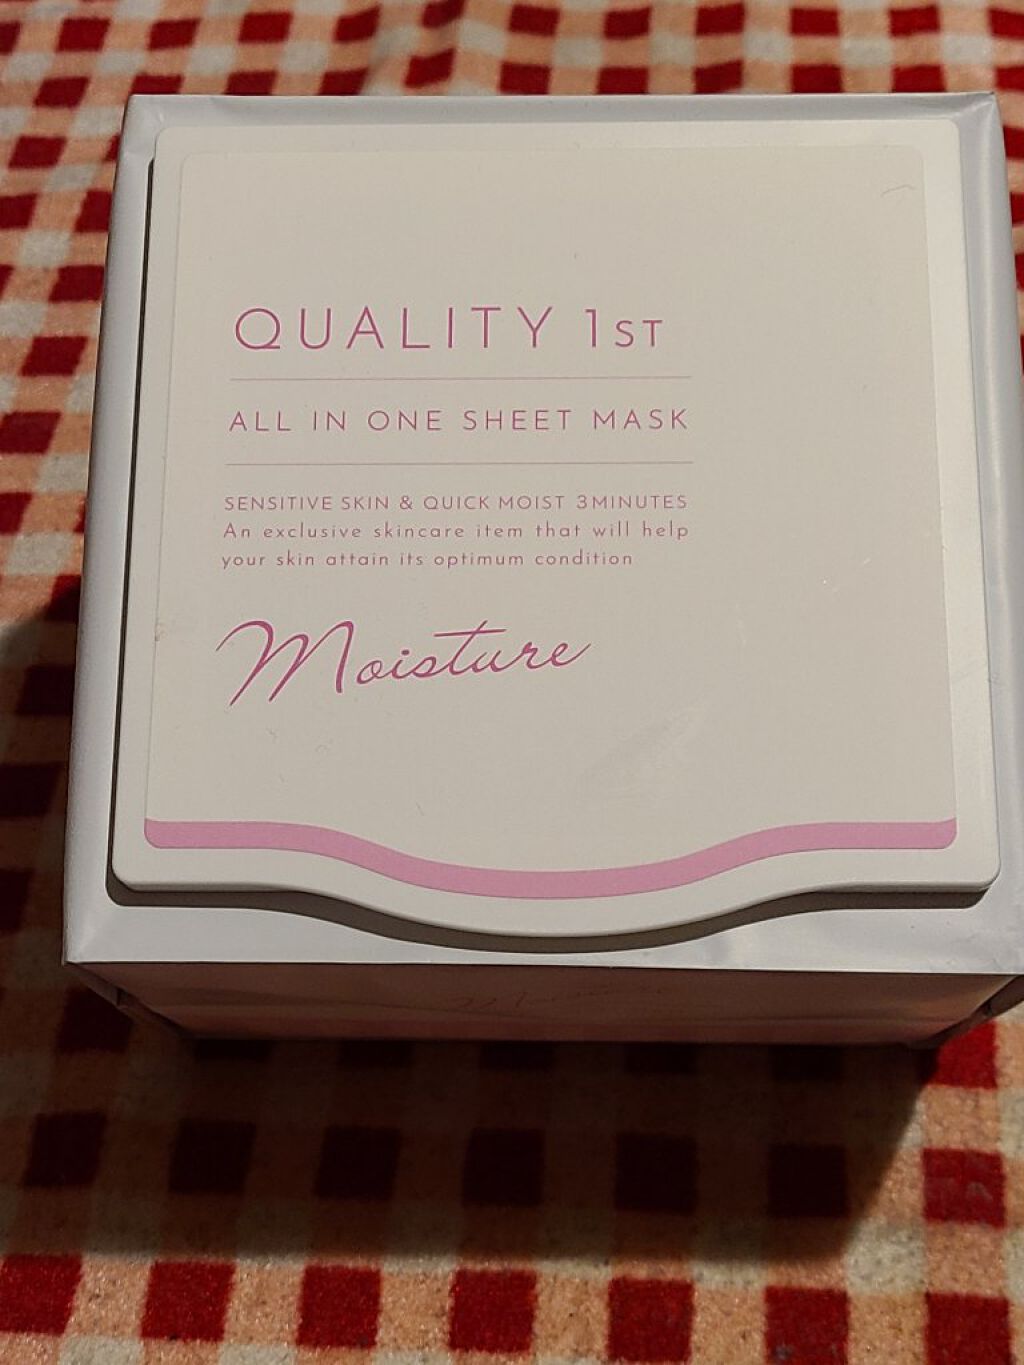 QUALITY 1ST
ALL IN ONE SHEET MASK
SENSITIVE SKIN & QUICK MOIST 3MINUTES
An exclusive skincare item that will help
your skin attain its optimum condition
Moisture
Moisture